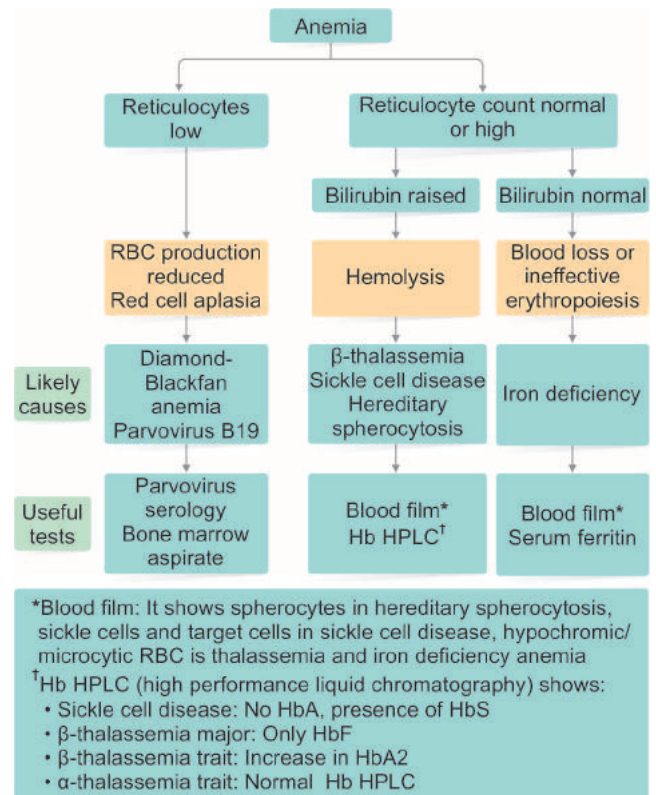 Anemia
Reticulocytes
low
Reticulocyte count normal
or high
Bilirubin raised
Bilirubin normal
RBC production
reduced
Red cell aplasia
Hemolysis
Blood loss or
ineffective
erythropoiesis
Likely
causes
Diamond-
Blackfan
anemia
Parvovirus B19
β-thalassemia
Sickle cell disease
Hereditary
spherocytosis
Iron deficiency
Useful
tests
Parvovirus
serology
Bone marrow
aspirate
Blood film*
Hb HPLC†
Blood film*
Serum ferritin
*Blood film: It shows spherocytes in hereditary spherocytosis,
sickle cells and target cells in sickle cell disease, hypochromic/
microcytic RBC is thalassemia and iron deficiency anemia
†Hb HPLC (high performance liquid chromatography) shows:
• Sickle cell disease: No HbA, presence of HbS
• β-thalassemia major: Only HbF
• β-thalassemia trait: Increase in HbA2
• α-thalassemia trait: Normal Hb HPLC